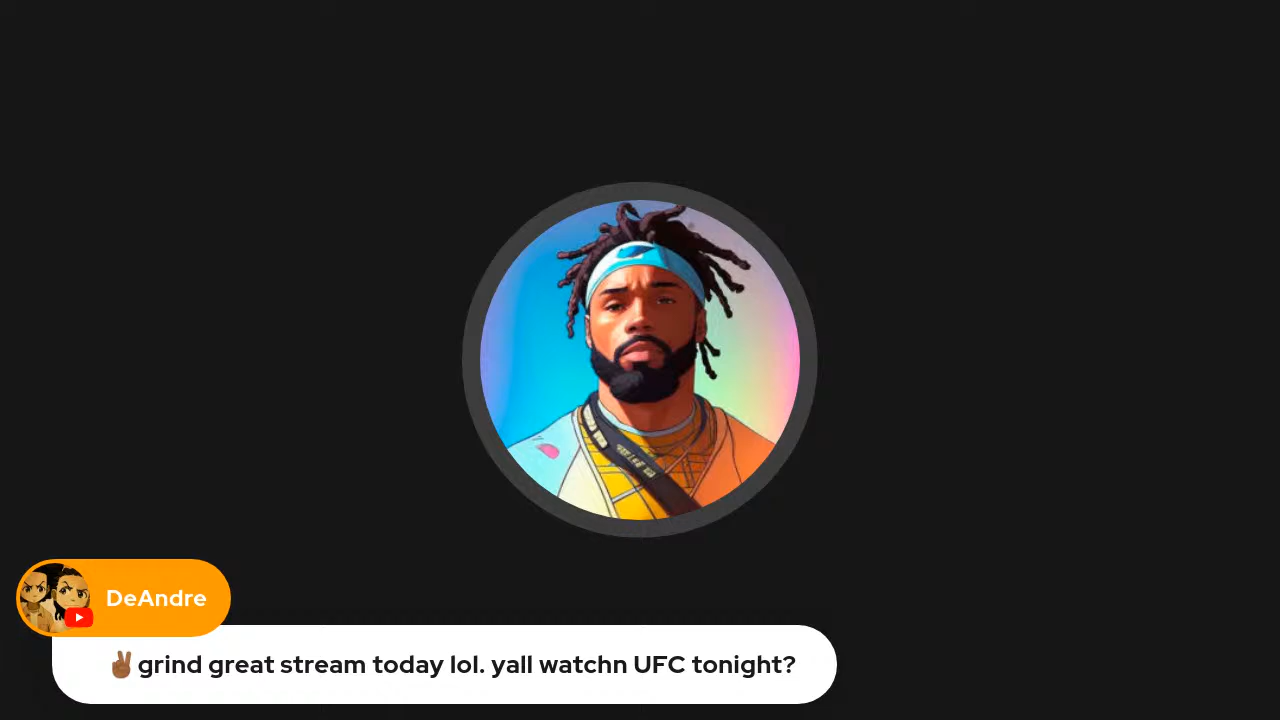 DeAndre
✌🏾grind great stream today lol. yall watchn UFC tonight?